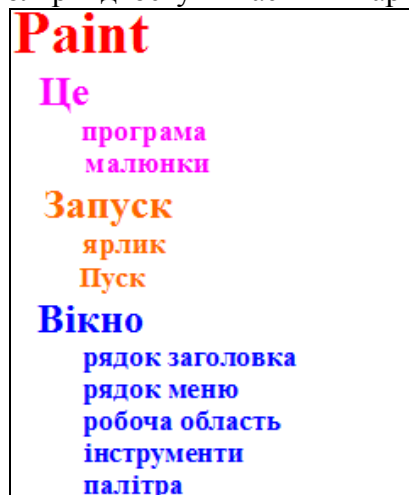 Paint
Це
програма
малюнки
Запуск
ярлик
Пуск
Вікно
рядок заголовка
рядок меню
робоча область
інструменти
палітра